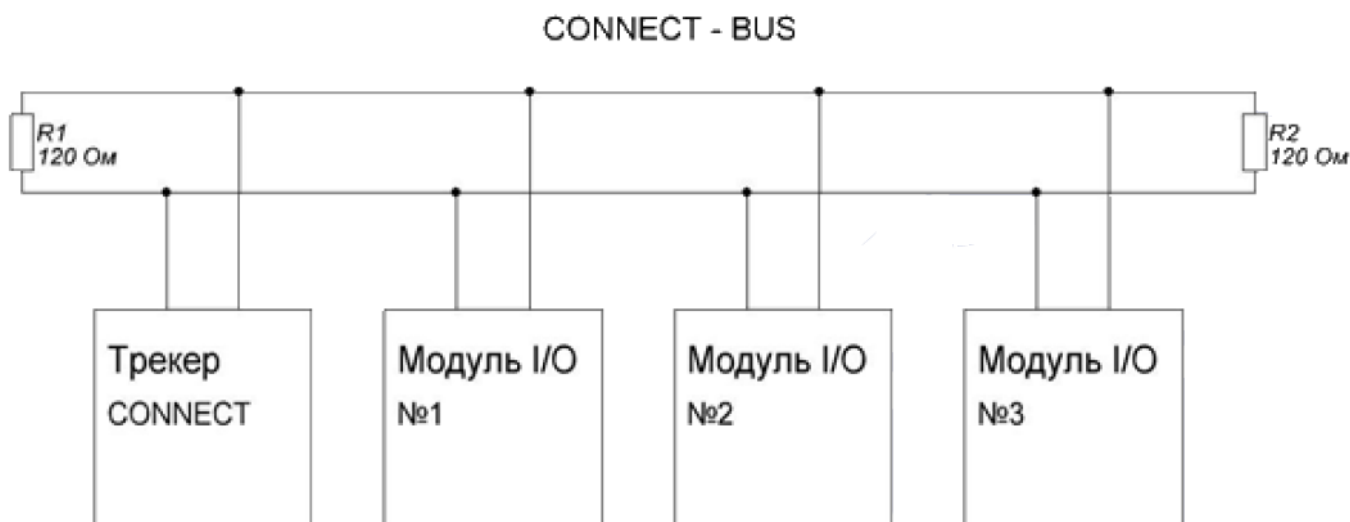 CONNECT - BUS
R1
120 Ом
R2
120 Ом
Трекер
CONNECT
Модуль I/O
№1
Модуль I/O
№2
Модуль I/O
№3